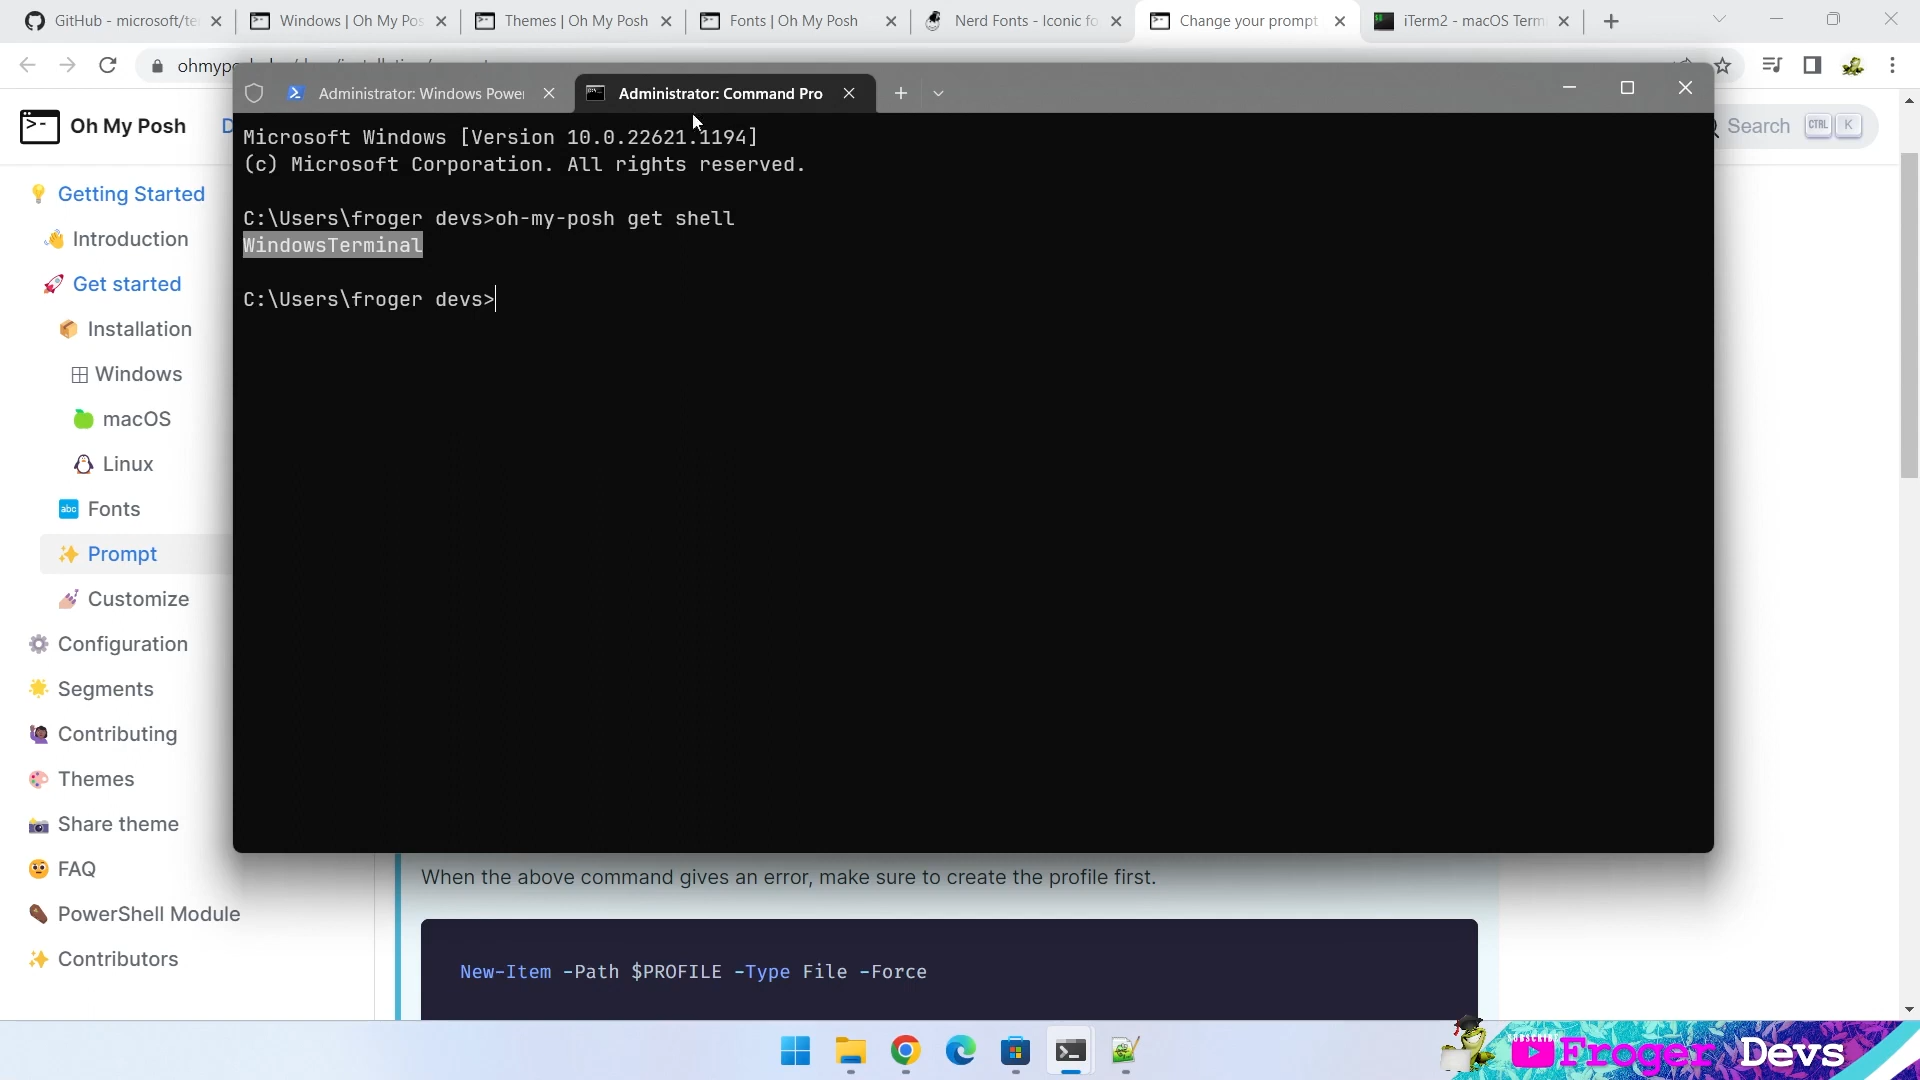 GitHub - microsoft/te
Windows | Oh My Pos
Themes | Oh My Posh
Fonts | Oh My Posh
Nerd Fonts - Iconic fo
Change your prompt
iTerm2 - macOS Term
Administrator: Windows Power
Administrator: Command Pro
Oh My Posh
Search
CTRL
K
Microsoft Windows [Version 10.0.22621.1194]
(c) Microsoft Corporation. All rights reserved.
C:\Users\froger devs>oh-my-posh get shell
WindowsTerminal
C:\Users\froger devs>
Getting Started
Introduction
Get started
Installation
Windows
macOS
Linux
abc
Fonts
Prompt
Customize
Configuration
Segments
Contributing
Themes
Share theme
FAQ
PowerShell Module
Contributors
When the above command gives an error, make sure to create the profile first.
New-Item -Path $PROFILE -Type File -Force
SUBSCRIBE
Froger Devs